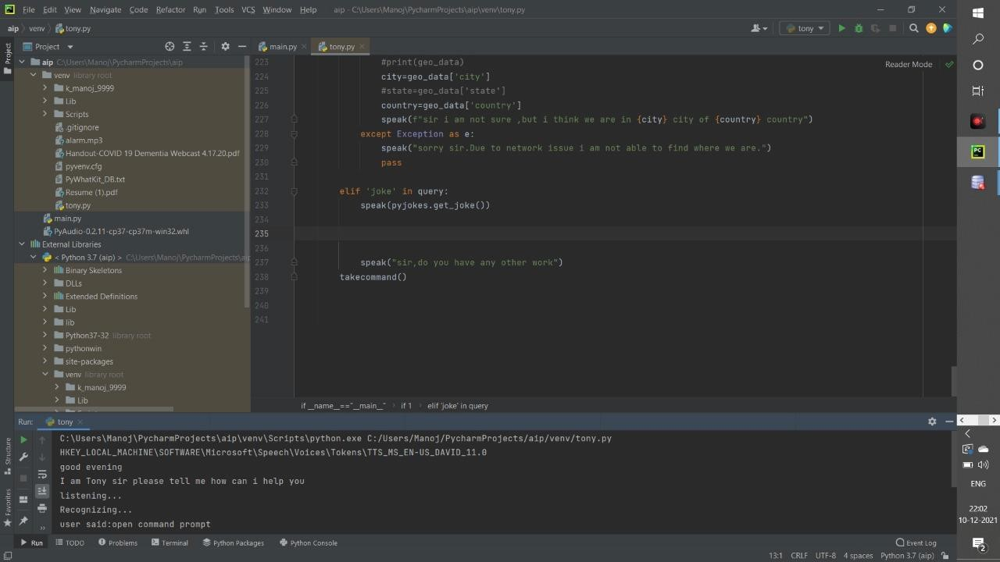 File Edit View Navigate Code Refactor Run Tools VCS Window Help aip - C:\Users\Manoj\PycharmProjects\aip\venv\tony.py
aip venv tony.py
tony
Project
Project
main.py
tony.py
Reader Mode
aip C:\Users\Manoj\PycharmProjects\aip
venv library root
k_manoj_9999
Lib
Scripts
.gitignore
alarm.mp3
Handout-COVID 19 Dementia Webcast 4.17.20.pdf
pyvenv.cfg
PyWhatKit_DB.txt
Resume (1).pdf
tony.py
main.py
PyAudio-0.2.11-cp37-cp37m-win32.whl
External Libraries
< Python 3.7 (aip) > C:\Users\Manoj\PycharmProjects\aip
Binary Skeletons
DLLs
Extended Definitions
Lib
lib
Python37-32 library root
pythonwin
site-packages
venv library root
k_manoj_9999
Lib
223 #print(geo_data)
224 city=geo_data['city']
225 #state=geo_data['state']
226 country=geo_data['country']
227 speak(f"sir i am not sure ,but i think we are in {city} city of {country} country")
228 except Exception as e:
229 speak("sorry sir.Due to network issue i am not able to find where we are.")
230 pass
231
232 elif 'joke' in query:
233 speak(pyjokes.get_joke())
234
235
236
237 speak("sir,do you have any other work")
238 takecommand()
239
240
241
if __name__=="__main__" if 1 elif 'joke' in query
Run: tony
C:\Users\Manoj\PycharmProjects\aip\venv\Scripts\python.exe C:/Users/Manoj/PycharmProjects/aip/venv/tony.py
HKEY_LOCAL_MACHINE\SOFTWARE\Microsoft\Speech\Voices\Tokens\TTS_MS_EN-US_DAVID_11.0
good evening
I am Tony sir please tell me how can i help you
listening...
Recognizing...
user said:open command prompt
Structure
Favorites
Run TODO Problems Terminal Python Packages Python Console Event Log
13:1 CRLF UTF-8 4 spaces Python 3.7 (aip)
PC
ENG
22:02
10-12-2021
2